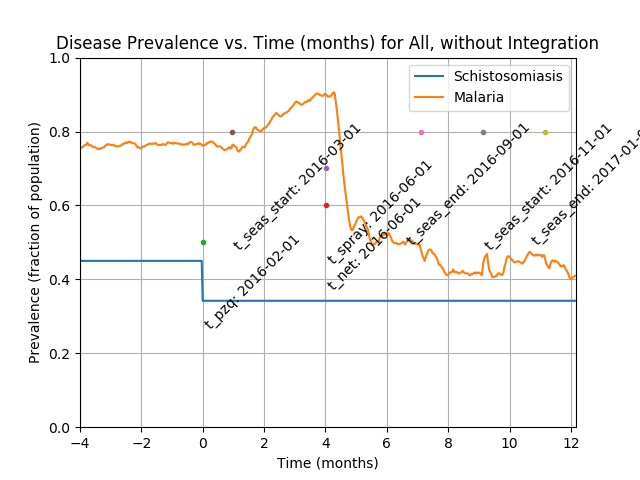 Disease Prevalence vs. Time (months) for All, without Integration
Schistosomiasis
Malaria
Prevalence (fraction of population)
1.0
0.8
0.6
0.4
0.2
0.0
t_pzq: 2016-02-01
t_seas_start: 2016-03-01
t_spray: 2016-06-01
t_net: 2016-06-01
t_seas_end: 2016-09-01
t_seas_start: 2016-11-01
t_seas_end: 2017-01-0
−4
−2
0
2
4
6
8
10
12
Time (months)